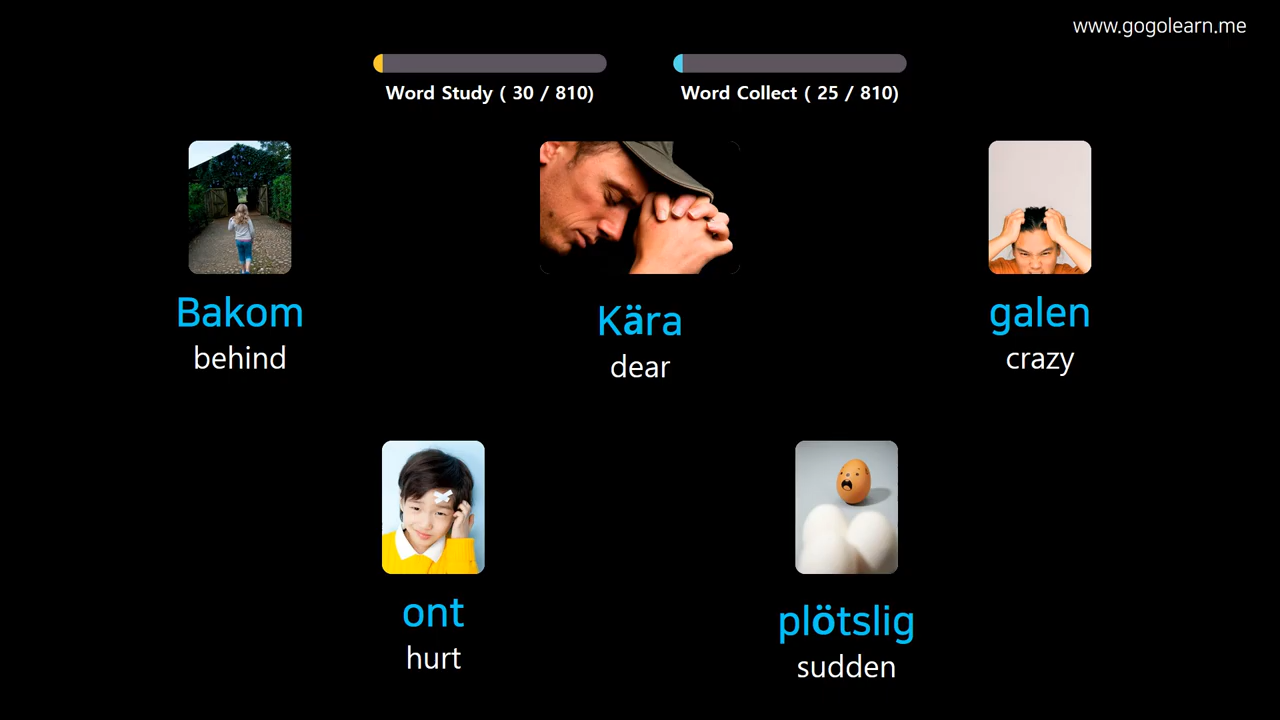 www.gogolearn.me
Word Study ( 30 / 810)
Word Collect ( 25 / 810)
Bakom
behind
Kära
dear
galen
crazy
ont
hurt
plötslig
sudden